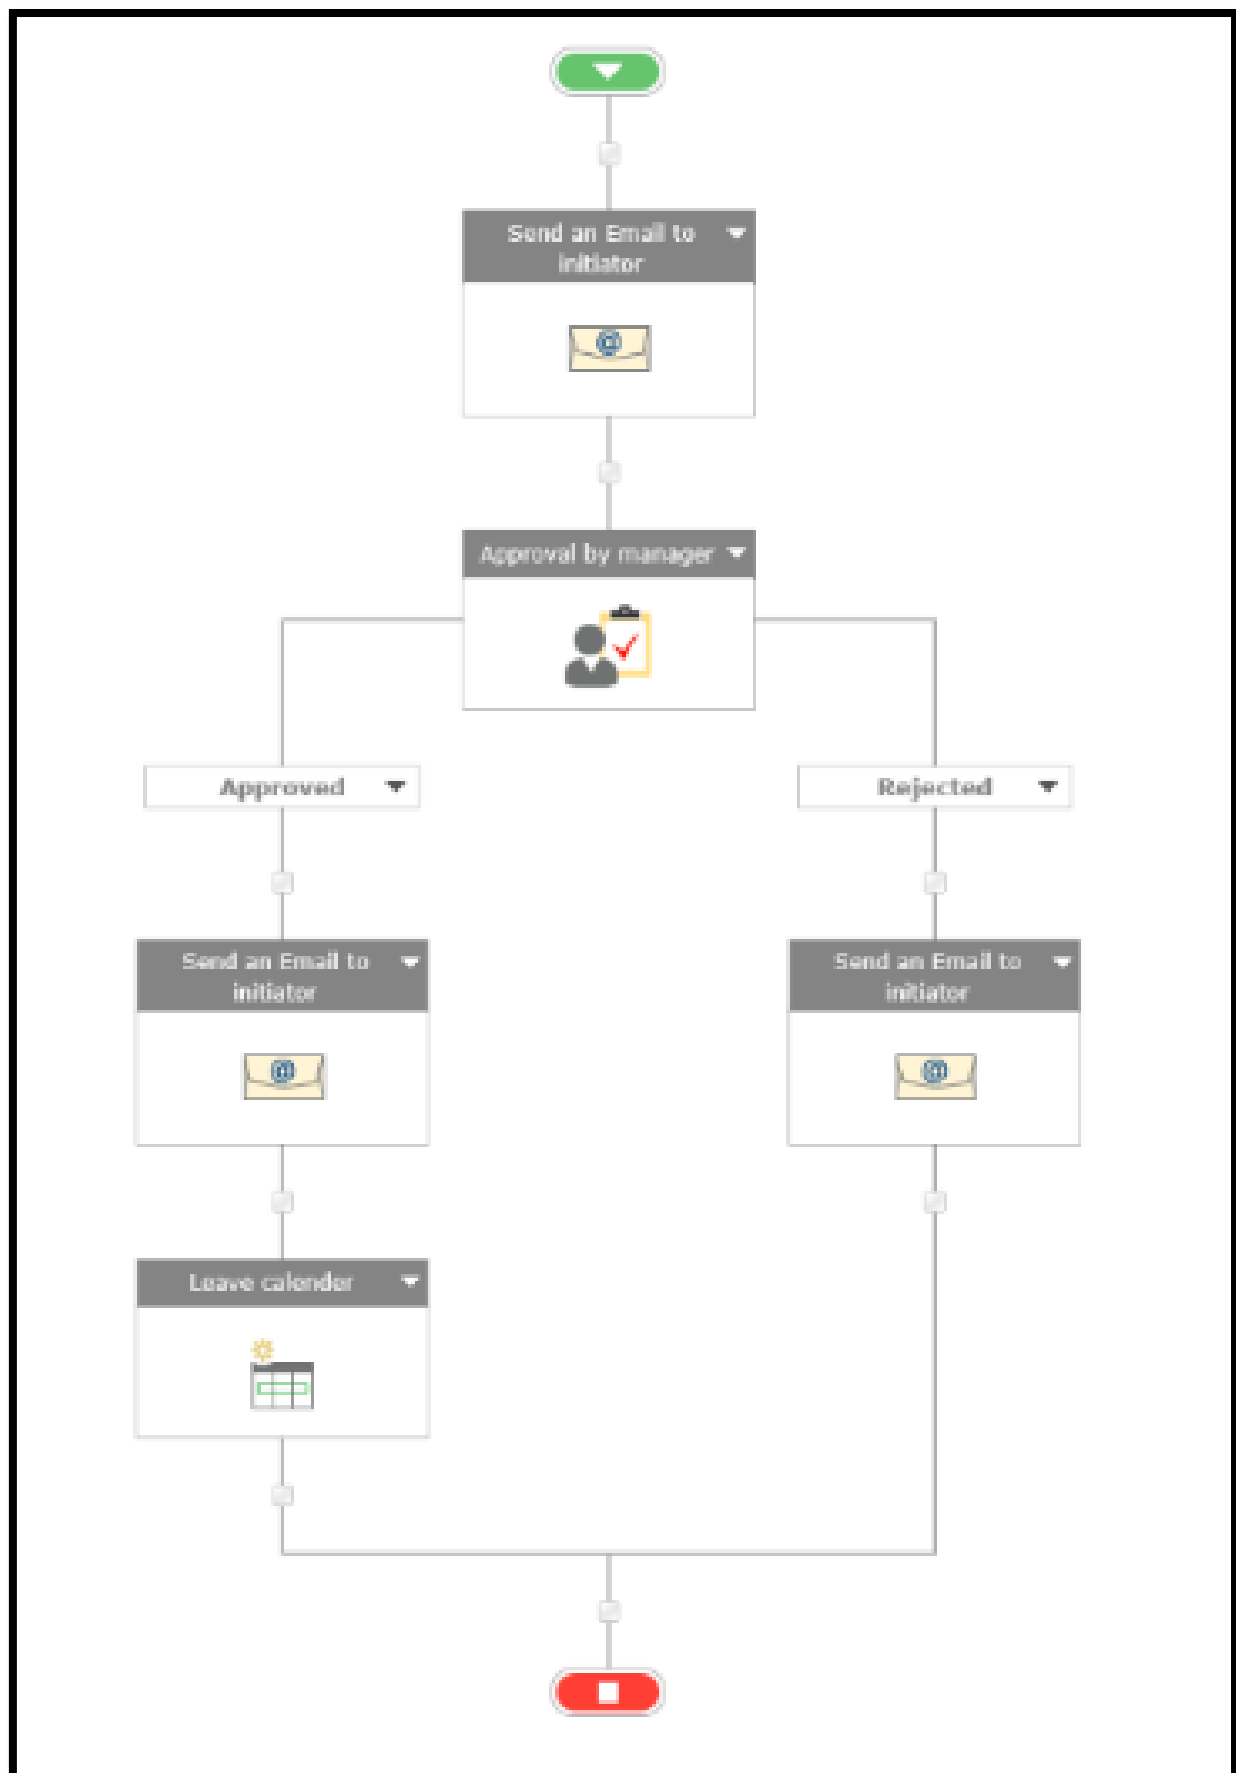 Send an Email to
initiator
Approval by manager
Approved
Rejected
Send an Email to
initiator
Send an Email to
initiator
Leave calender